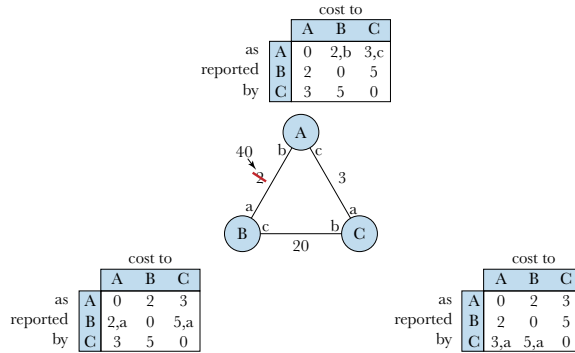 cost to
A B C
as A 0 2,b 3,c
reported B 2 0 5
by C 3 5 0
A
b c
40
2 3
a a
B c b C
20
cost to
A B C
as A 0 2 3
reported B 2,a 0 5,a
by C 3 5 0
cost to
A B C
as A 0 2 3
reported B 2 0 5
by C 3,a 5,a 0